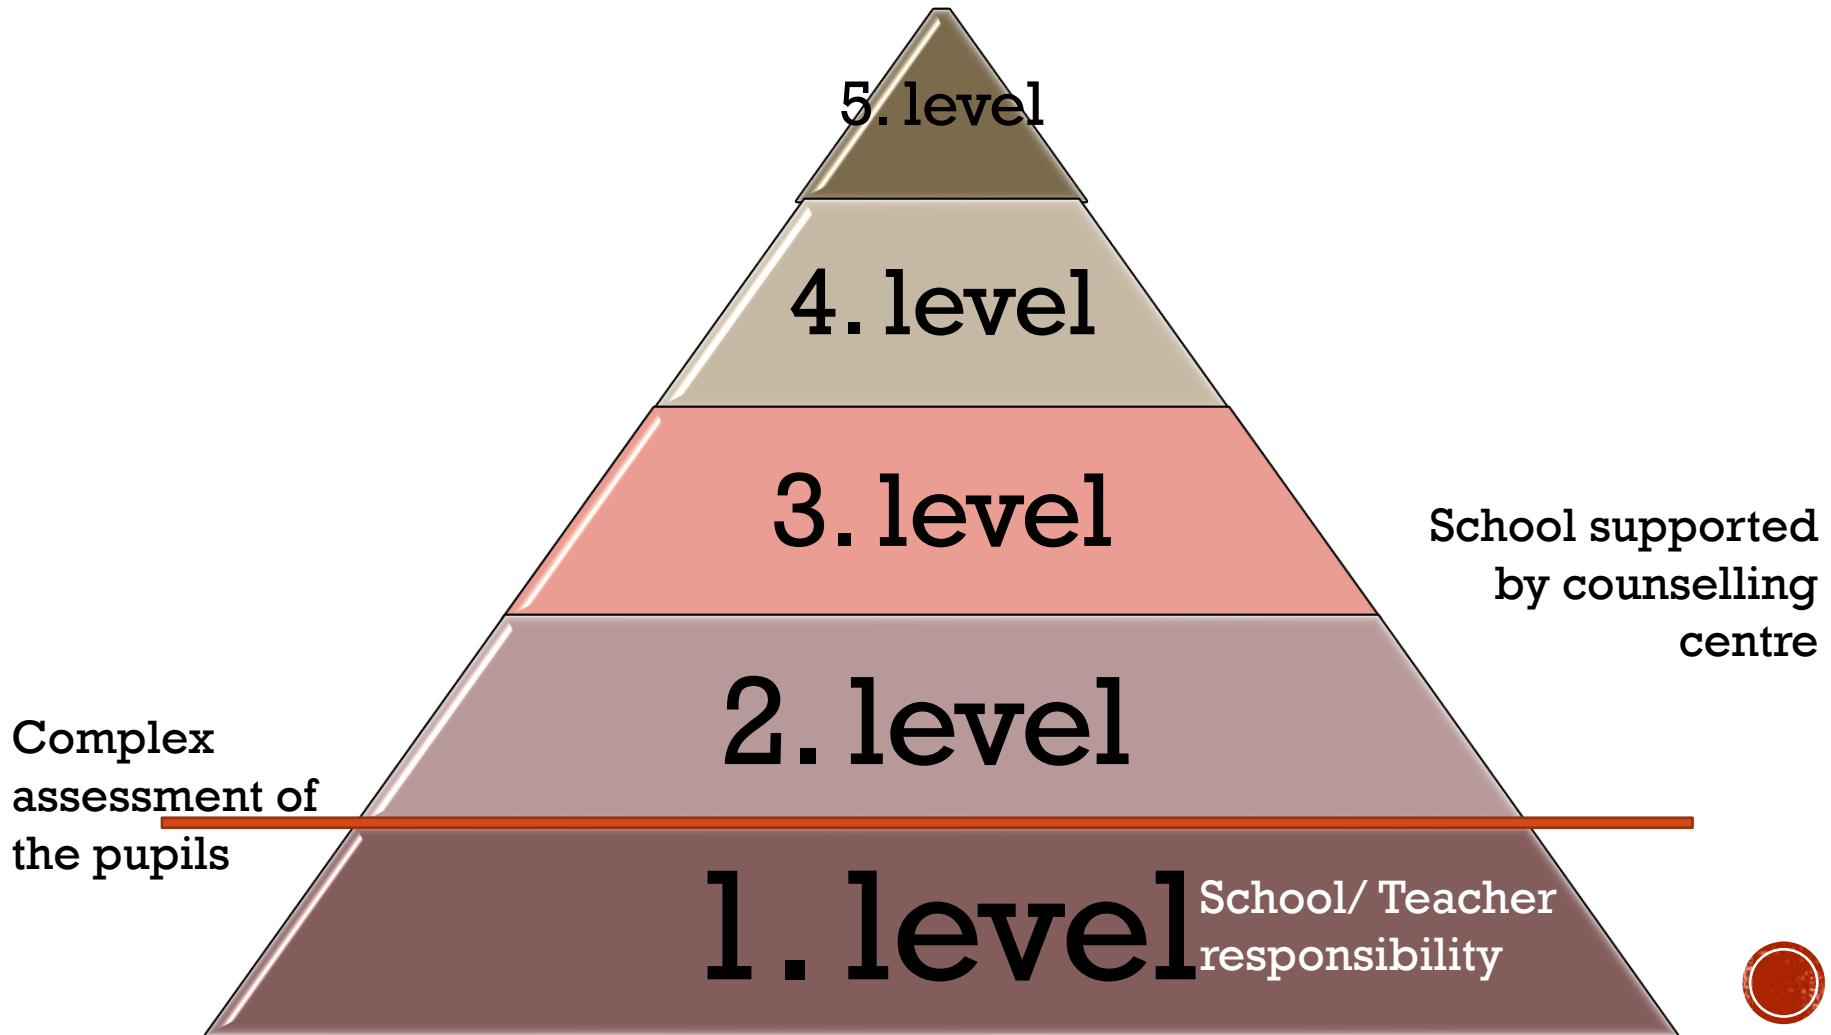 5. level
4. level
3. level
School supported
by counselling
centre
2. level
Complex
assessment of
the pupils
1. level
School/ Teacher
responsibility